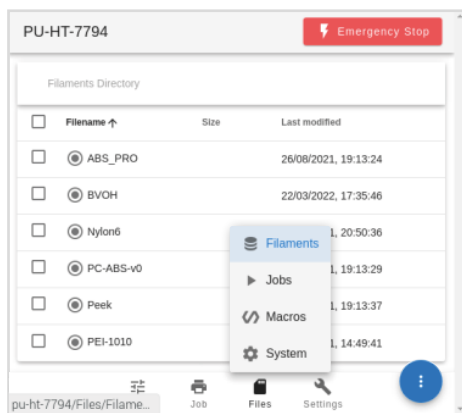 PU-HT-7794
Emergency Stop
Filaments Directory
Filename Size Last modified
ABS_PRO 26/08/2021, 19:13:24
BVOH 22/03/2022, 17:35:46
Nylon6 1, 20:50:36
PC-ABS-v0 1, 19:13:29
Peek 1, 19:13:37
PEI-1010 1, 14:49:41
Filaments
Jobs
Macros
System
Job Files Settings
pu-ht-7794/Files/Filame...